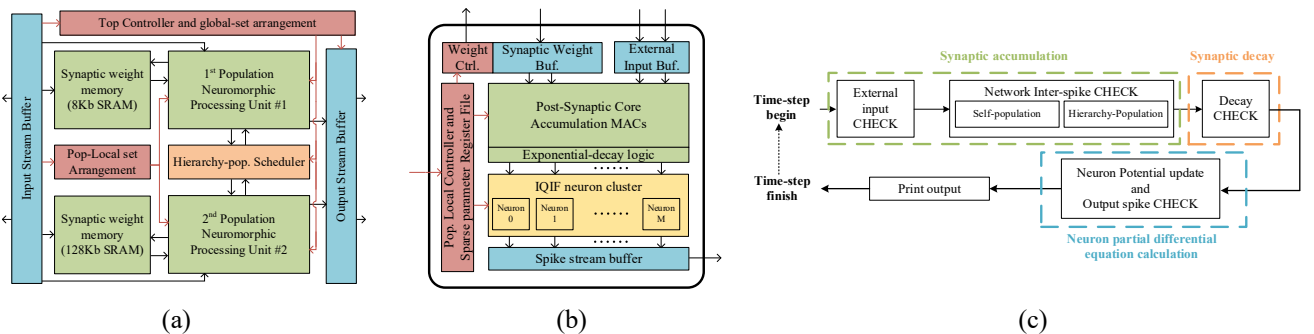 Top Controller and global-set arrangement
Input Stream Buffer
Synaptic weight
memory
(8Kb SRAM)
1st Population
Neuromorphic
Processing Unit #1
Pop-Local set
Arrangement
Hierarchy-pop. Scheduler
Synaptic weight
memory
(128Kb SRAM)
2nd Population
Neuromorphic
Processing Unit #2
Output Stream Buffer
(a)
Weight
Ctrl.
Synaptic Weight
Buf.
External
Input Buf.
Pop. Local Controller and
Sparse parameter Register File
Post-Synaptic Core
Accumulation MACs
Exponential-decay logic
IQIF neuron cluster
Neuron
0
Neuron
1
Neuron
M
Spike stream buffer
(b)
Synaptic accumulation
Synaptic decay
Time-step
begin
External
input
CHECK
Network Inter-spike CHECK
Self-population
Hierarchy-Population
Decay
CHECK
Time-step
finish
Print output
Neuron Potential update
and
Output spike CHECK
Neuron partial differential
equation calculation
(c)